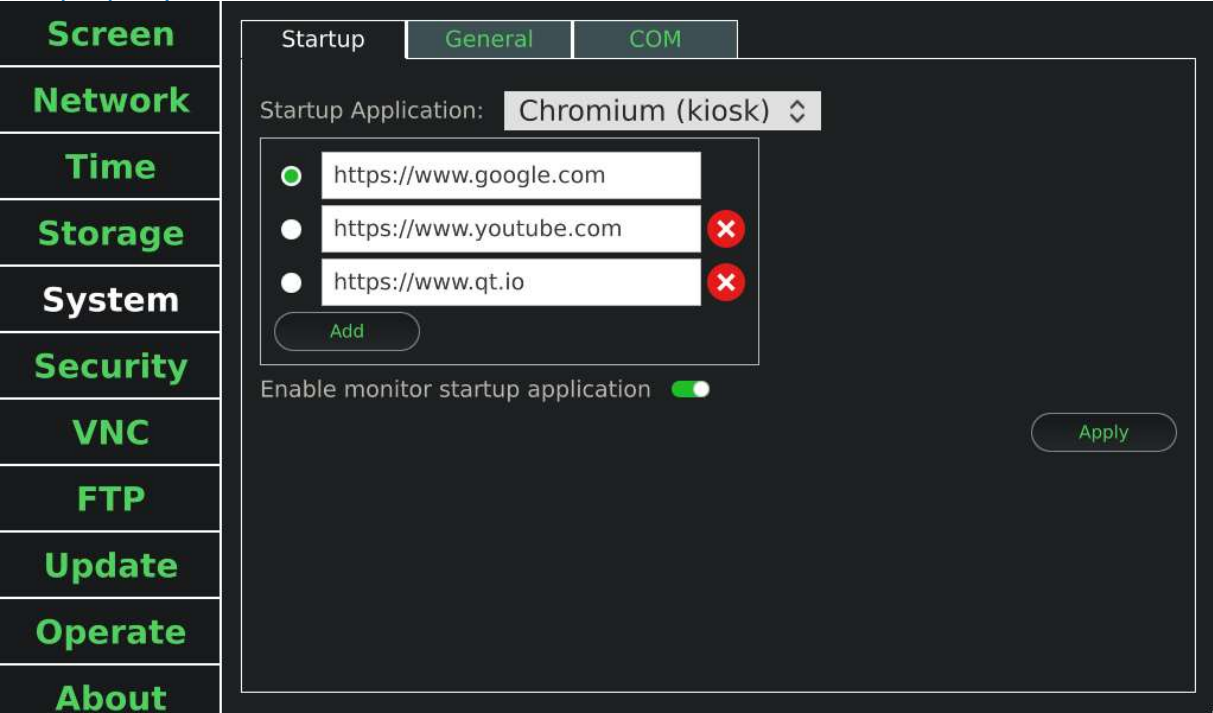 Screen
Network
Time
Storage
System
Security
VNC
FTP
Update
Operate
About
Startup
General
COM
Startup Application:
Chromium (kiosk)
https://www.google.com
https://www.youtube.com
https://www.qt.io
Add
Enable monitor startup application
Apply